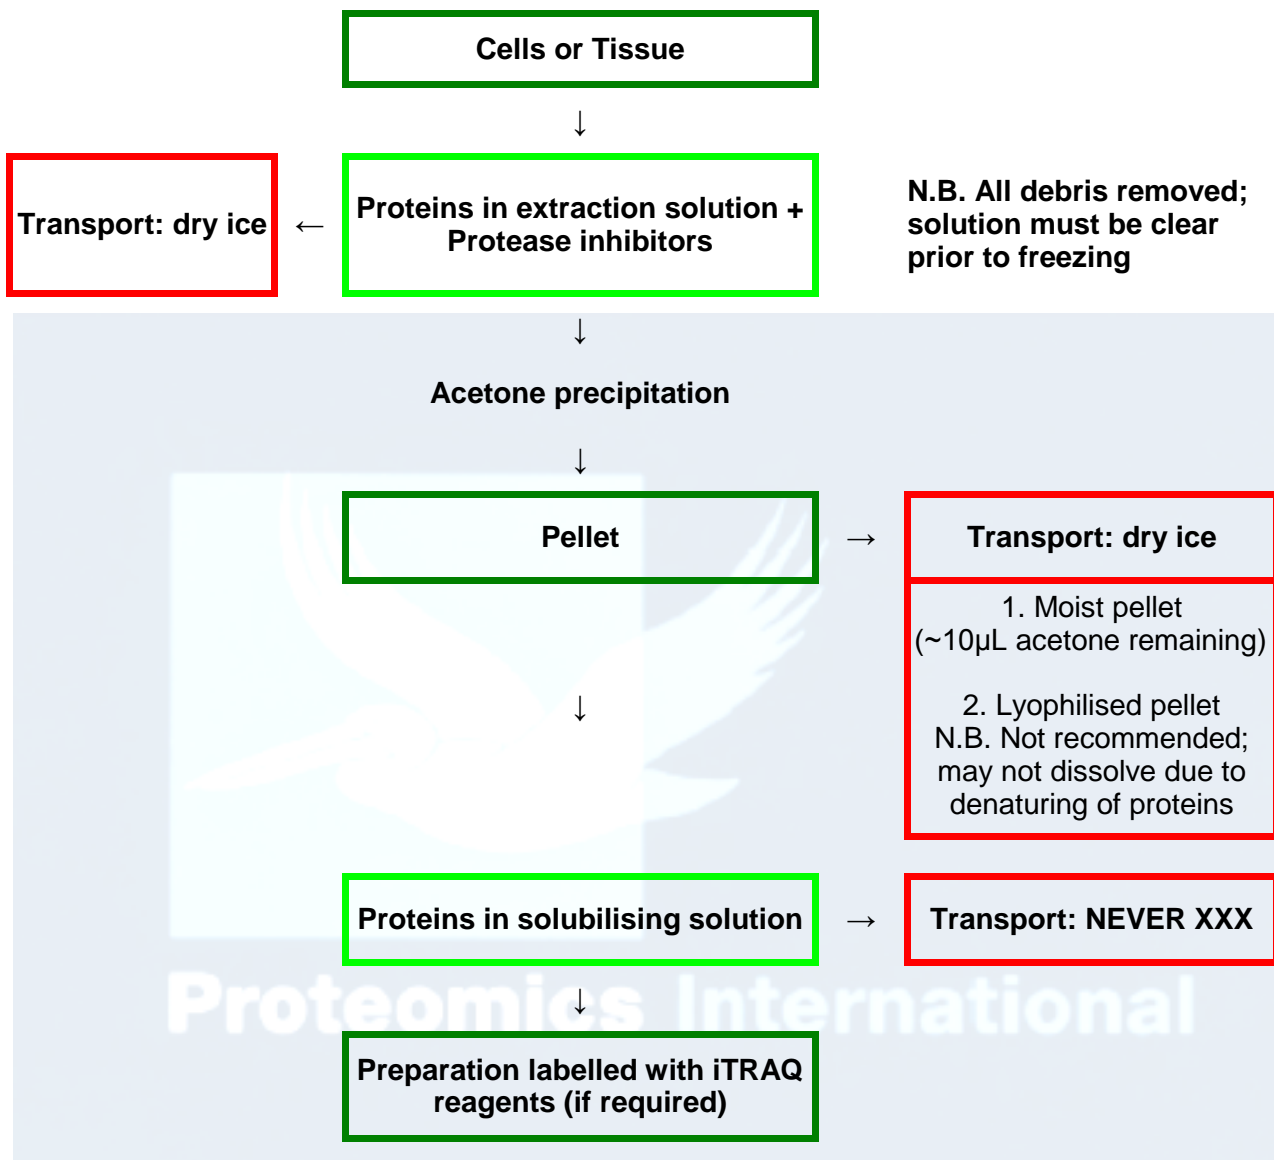 Cells or Tissue
↓
Transport: dry ice
←
Proteins in extraction solution +
Protease inhibitors
N.B. All debris removed;
solution must be clear
prior to freezing
↓
Acetone precipitation
↓
Pellet
→
Transport: dry ice
1. Moist pellet
(~10µL acetone remaining)
2. Lyophilised pellet
N.B. Not recommended;
may not dissolve due to
denaturing of proteins
↓
Proteins in solubilising solution
→
Transport: NEVER XXX
Proteomics International
↓
Preparation labelled with iTRAQ
reagents (if required)